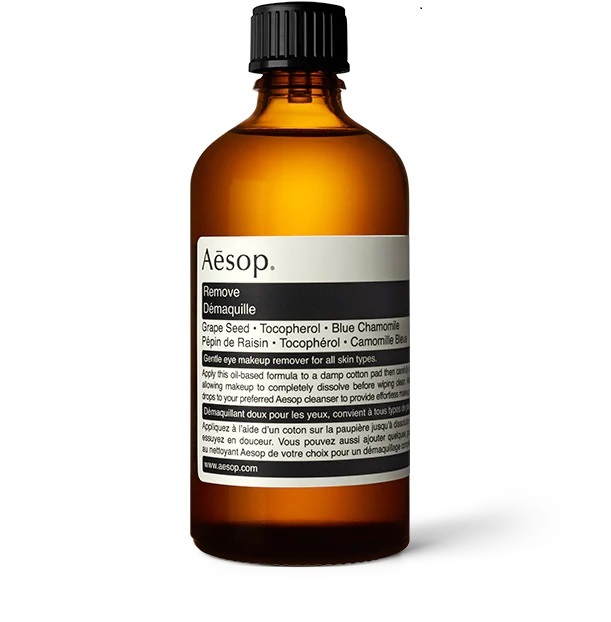 Aēsop®
Remove
Démaquille
Grape Seed • Tocopherol • Blue Chamomile
Pépin de Raisin • Tocophérol • Camomille Bleue
Gentle eye makeup remover for all skin types.
Apply this oil-based formula to a damp cotton pad then
allowing makeup to completely dissolve before wiping clean.
drops to your preferred Aesop cleanser to provide effortless
Démaquillant doux pour les yeux, convient à tous types de
Appliquez à l'aide d'un coton sur la paupière jusqu'à
essuyez en douceur. Vous pouvez aussi ajouter quelques
au nettoyant Aesop de votre choix pour un démaquillage
www.aesop.com